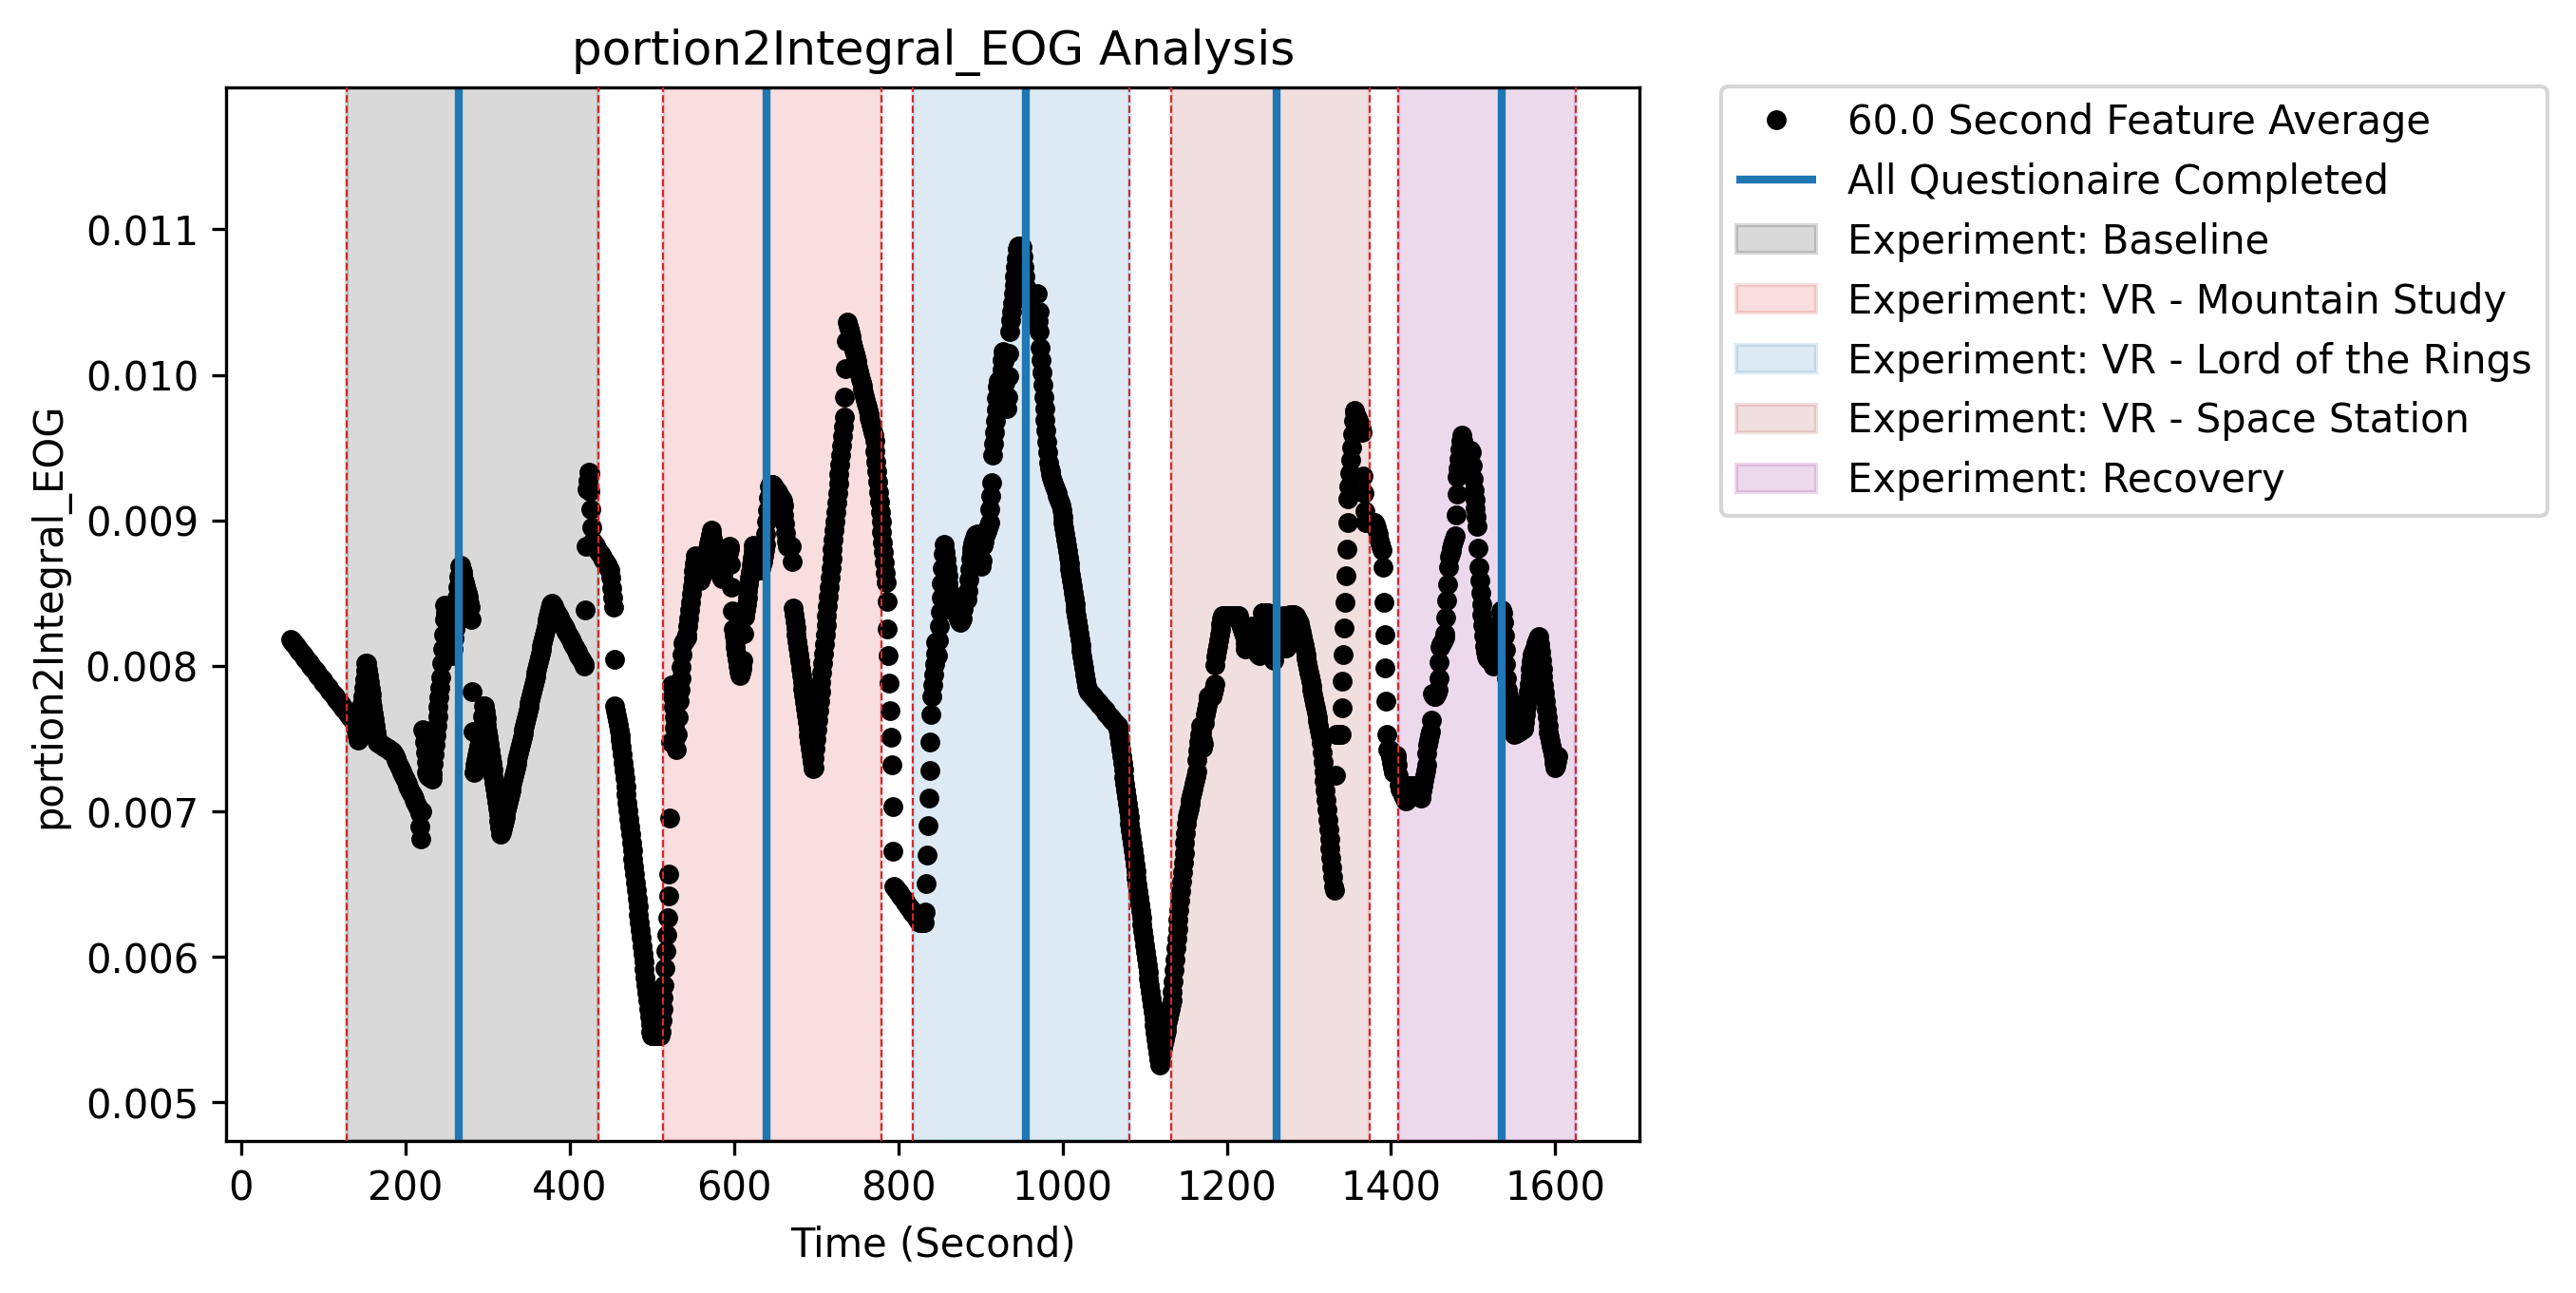 portion2Integral_EOG Analysis
60.0 Second Feature Average
All Questionaire Completed
Experiment: Baseline
Experiment: VR - Mountain Study
Experiment: VR - Lord of the Rings
Experiment: VR - Space Station
Experiment: Recovery
portion2Integral_EOG
0.011
0.010
0.009
0.008
0.007
0.006
0.005
0 200 400 600 800 1000 1200 1400 1600
Time (Second)